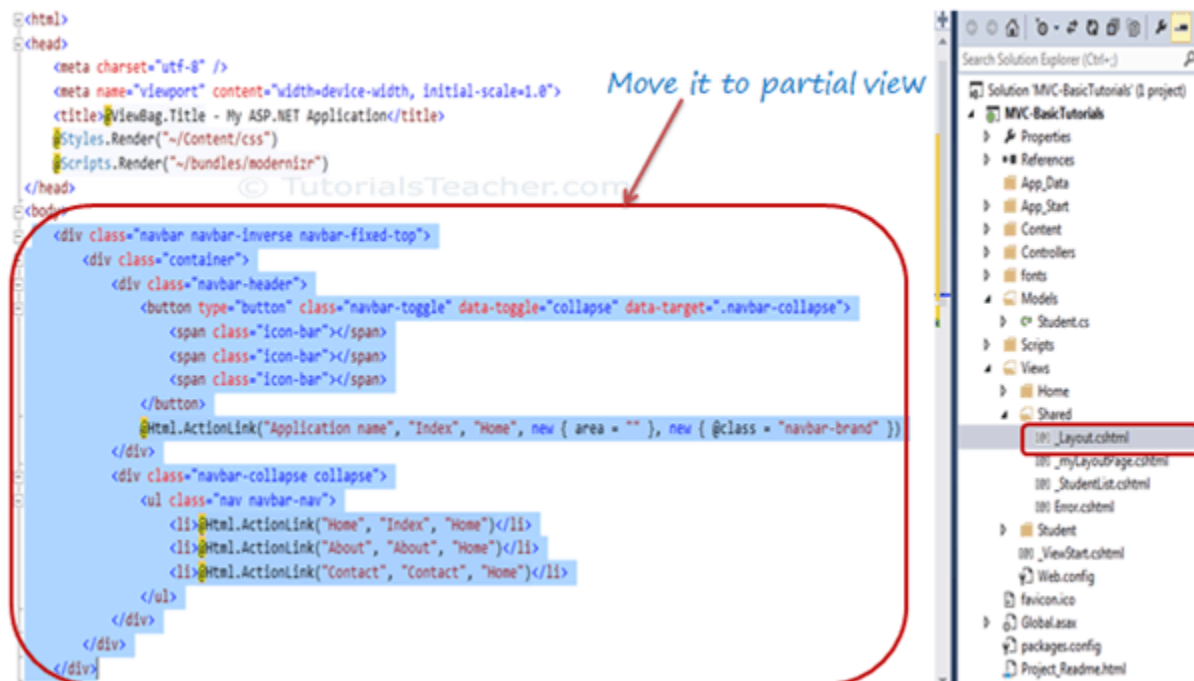 <html>
<head>
<meta charset="utf-8" />
<meta name="viewport" content="width=device-width, initial-scale=1.0">
<title>@ViewBag.Title - My ASP.NET Application</title>
@Styles.Render("~/Content/css")
@Scripts.Render("~/bundles/modernizr")
</head>
<body>
<div class="navbar navbar-inverse navbar-fixed-top">
<div class="container">
<div class="navbar-header">
<button type="button" class="navbar-toggle" data-toggle="collapse" data-target=".navbar-collapse">
<span class="icon-bar"></span>
<span class="icon-bar"></span>
<span class="icon-bar"></span>
</button>
@Html.ActionLink("Application name", "Index", "Home", new { area = "" }, new { @class = "navbar-brand" })
</div>
<div class="navbar-collapse collapse">
<ul class="nav navbar-nav">
<li>@Html.ActionLink("Home", "Index", "Home")</li>
<li>@Html.ActionLink("About", "About", "Home")</li>
<li>@Html.ActionLink("Contact", "Contact", "Home")</li>
</ul>
</div>
</div>
</div>
Move it to partial view
© TutorialsTeacher.com
Search Solution Explorer (Ctrl+;)
Solution 'MVC-BasicTutorials' (1 project)
MVC-BasicTutorials
Properties
References
App_Data
App_Start
Content
Controllers
fonts
Models
C# Student.cs
Scripts
Views
Home
Shared
_Layout.cshtml
_myLayoutPage.cshtml
_StudentList.cshtml
Error.cshtml
Student
_ViewStart.cshtml
Web.config
favicon.ico
Global.asax
packages.config
Project_Readme.html